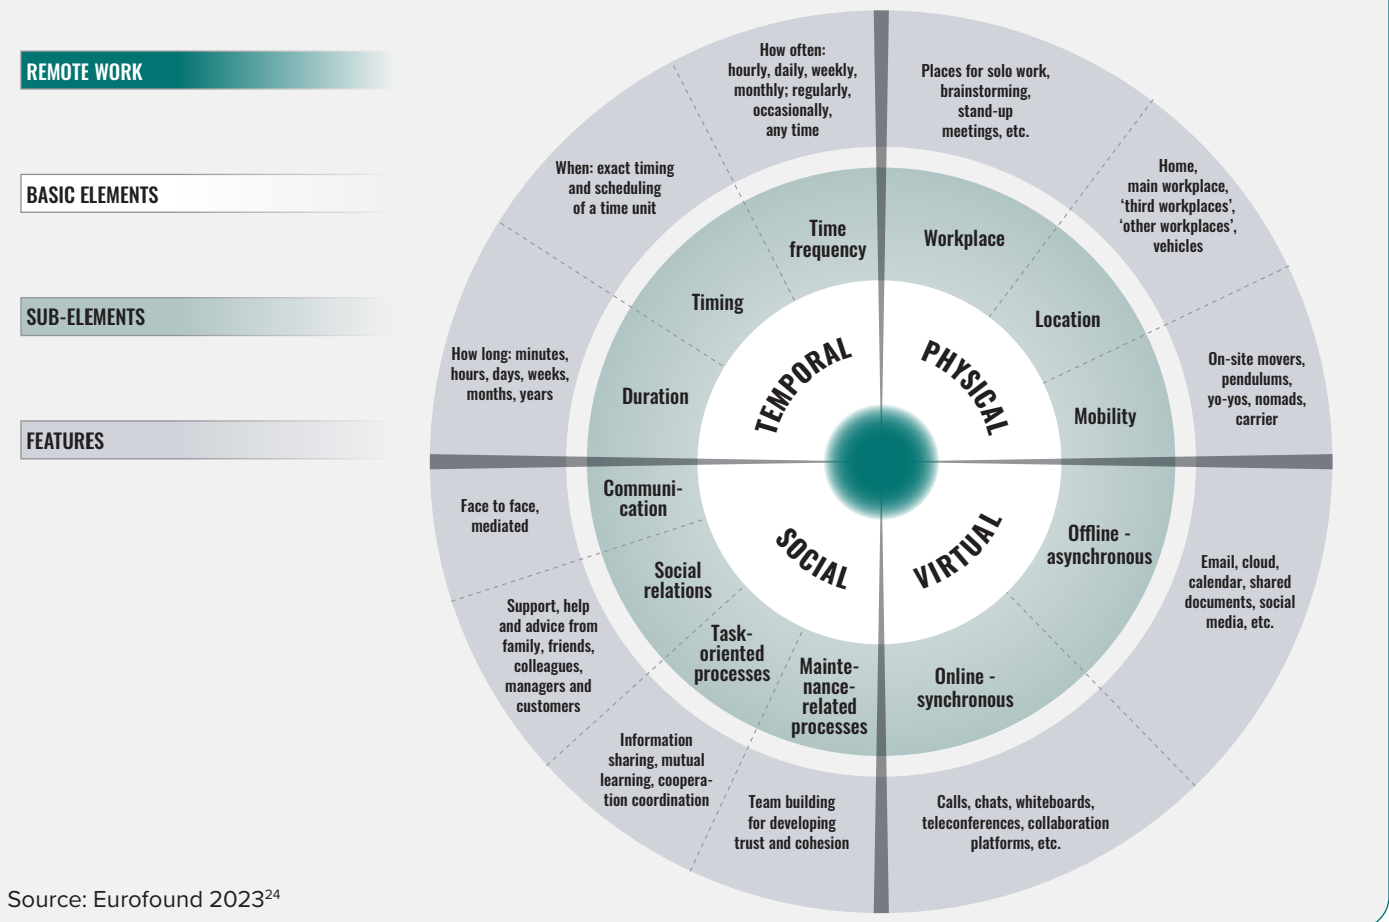 REMOTE WORK
BASIC ELEMENTS
SUB-ELEMENTS
FEATURES
How often:
hourly, daily, weekly,
monthly; regularly,
occasionally,
any time
When: exact timing
and scheduling
of a time unit
How long: minutes,
hours, days, weeks,
months, years
Time
frequency
Timing
Duration
TEMPORAL
Places for solo work,
brainstorming,
stand-up
meetings, etc.
Home,
main workplace,
‘third workplaces’,
‘other workplaces’,
vehicles
On-site movers,
pendulums,
yo-yos, nomads,
carrier
Workplace
Location
Mobility
PHYSICAL
Communi-
cation
Social
relations
Task-
oriented
processes
Mainte-
nance-
related
processes
SOCIAL
Face to face,
mediated
Support, help
and advice from
family, friends,
colleagues,
managers and
customers
Information
sharing, mutual
learning, coopera-
tion coordination
Team building
for developing
trust and cohesion
VIRTUAL
Offline -
asynchronous
Online -
synchronous
Email, cloud,
calendar, shared
documents, social
media, etc.
Calls, chats, whiteboards,
teleconferences, collaboration
platforms, etc.
Source: Eurofound 2023²⁴